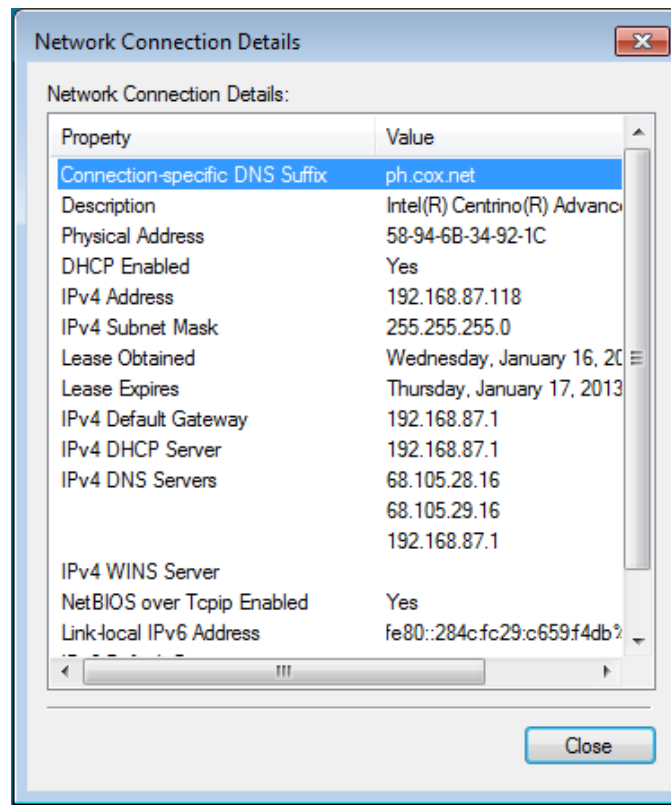 Network Connection Details
Network Connection Details:
Property Value
Connection-specific DNS Suffix ph.cox.net
Description Intel(R) Centrino(R) Advanc
Physical Address 58-94-6B-34-92-1C
DHCP Enabled Yes
IPv4 Address 192.168.87.118
IPv4 Subnet Mask 255.255.255.0
Lease Obtained Wednesday, January 16, 20
Lease Expires Thursday, January 17, 2013
IPv4 Default Gateway 192.168.87.1
IPv4 DHCP Server 192.168.87.1
IPv4 DNS Servers 68.105.28.16
68.105.29.16
192.168.87.1
IPv4 WINS Server
NetBIOS over Tcpip Enabled Yes
Link-local IPv6 Address fe80::284c:fc29:c659:f4db%
Close